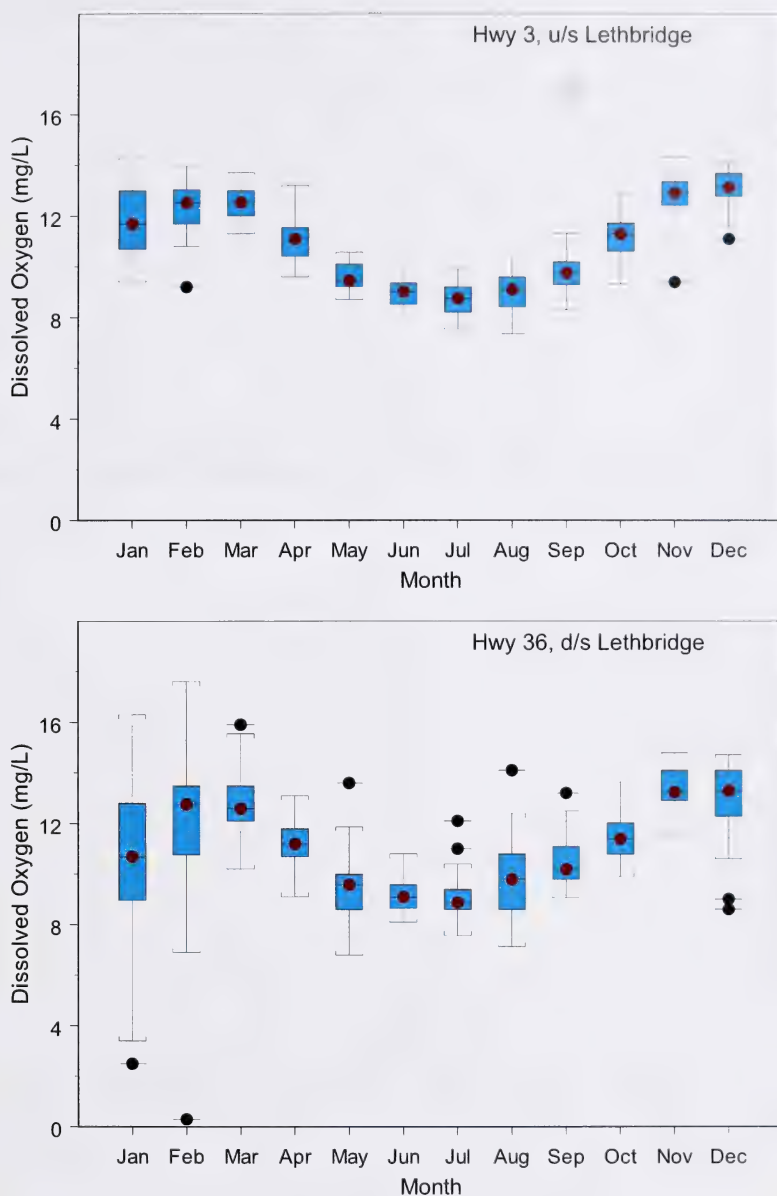 Hwy 3, u/s Lethbridge
Dissolved Oxygen (mg/L)
16
12
8
4
0
Jan Feb Mar Apr May Jun Jul Aug Sep Oct Nov Dec
Month
Hwy 36, d/s Lethbridge
Dissolved Oxygen (mg/L)
16
12
8
4
0
Jan Feb Mar Apr May Jun Jul Aug Sep Oct Nov Dec
Month